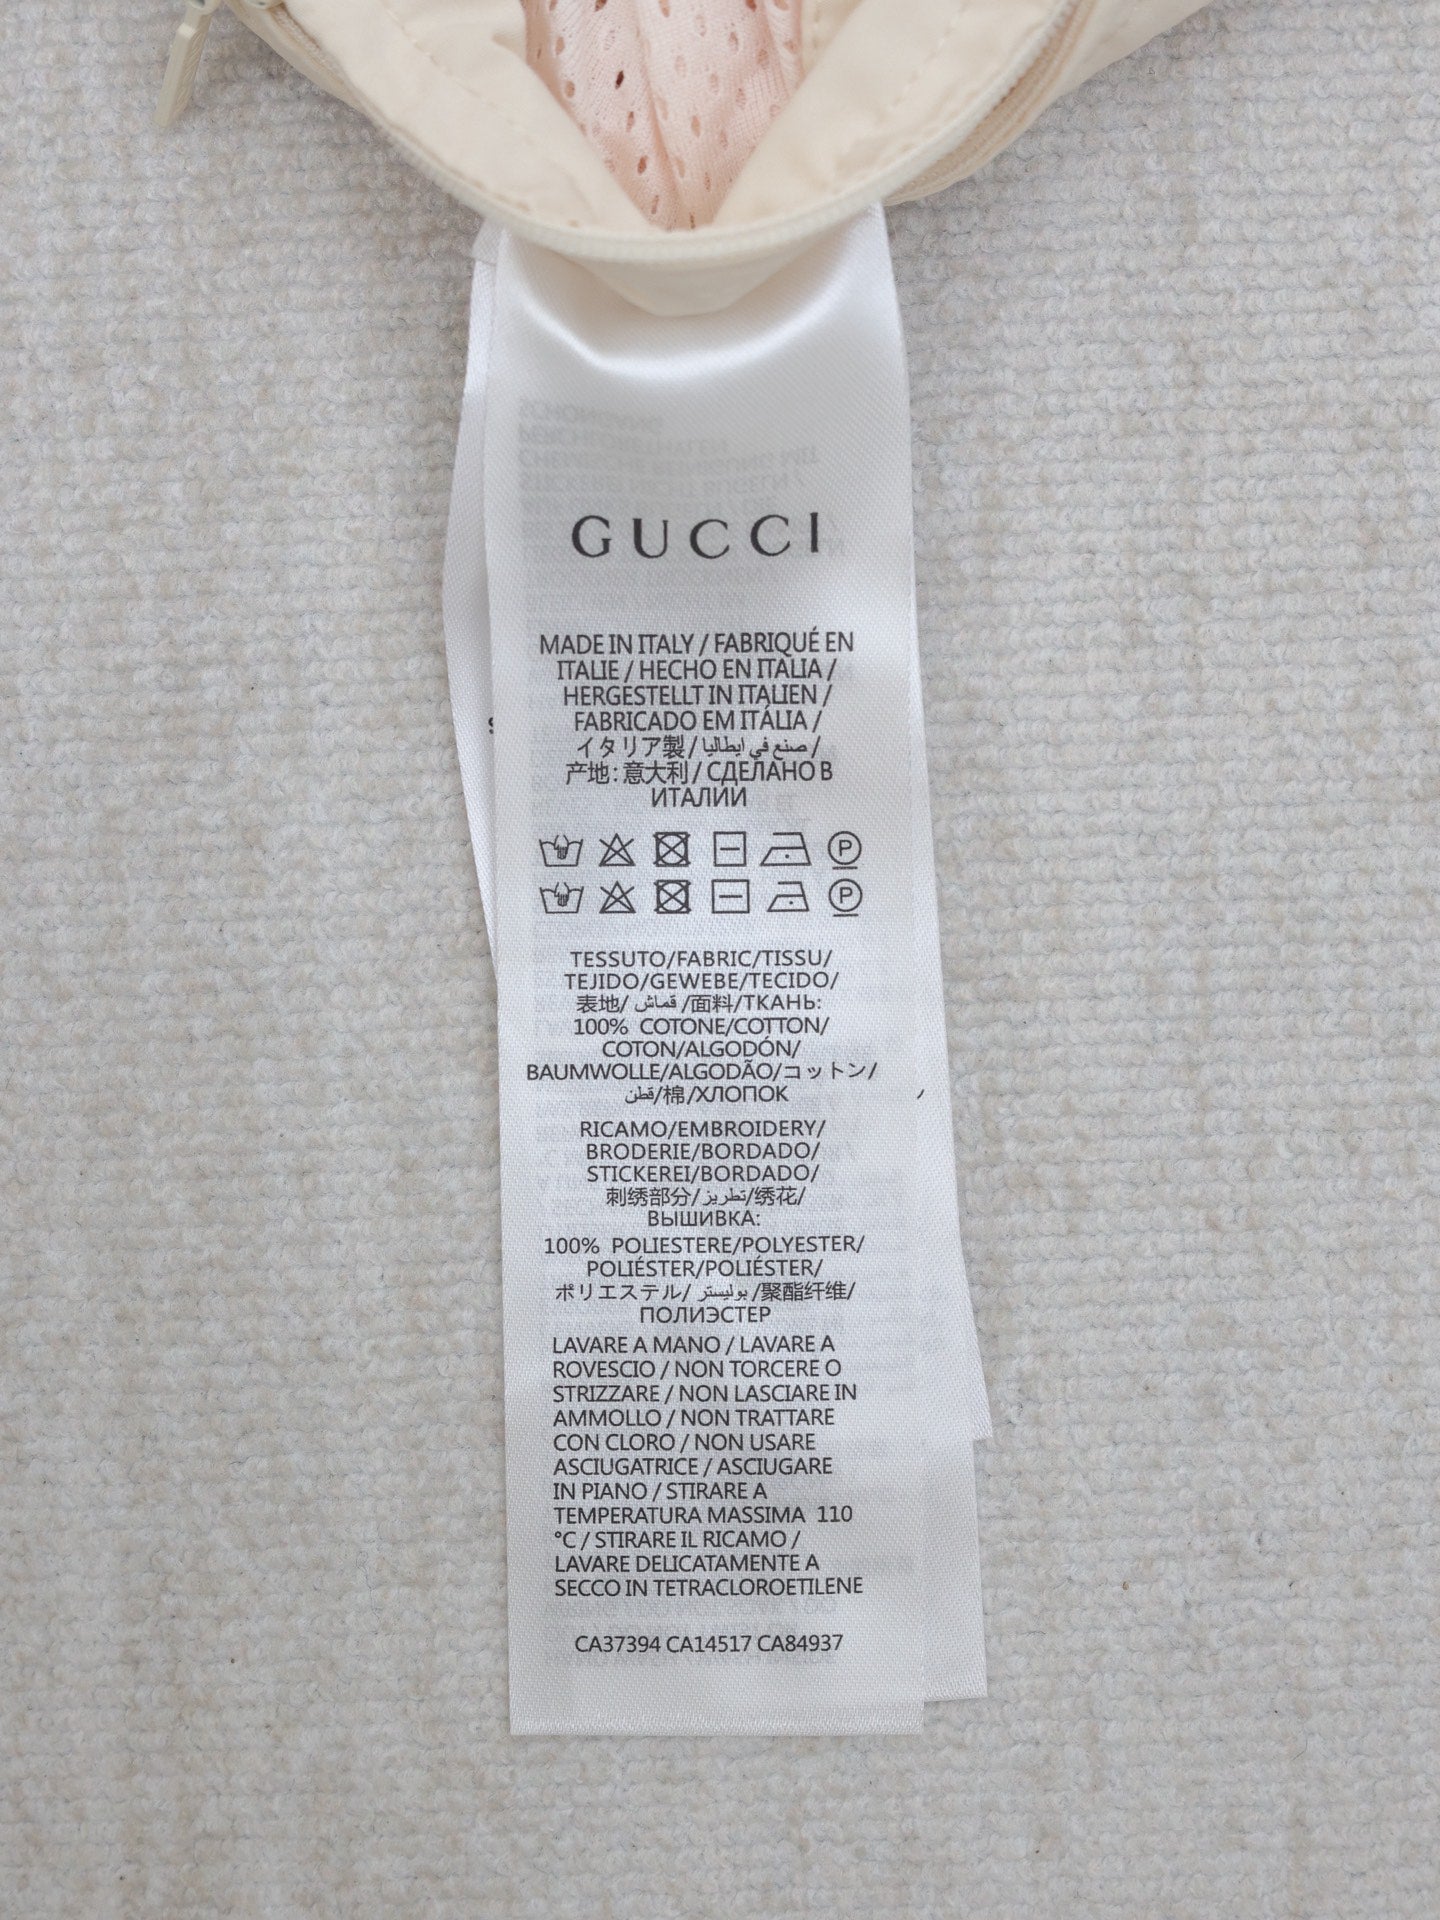 GUCCI
MADE IN ITALY / FABRIQUÉ EN
ITALIE / HECHO EN ITALIA /
HERGESTELLT IN ITALIEN /
FABRICADO EM ITÁLIA /
イタリア製 / صنع في ايطاليا /
产地: 意大利 / СДЕЛАНО В
ИТАЛИИ
P
P
TESSUTO/FABRIC/TISSU/
TEJIDO/GEWEBE/TECIDO/
表地/ قماش /面料/ТКАНЬ:
100% COTONE/COTTON/
COTON/ALGODÓN/
BAUMWOLLE/ALGODÃO/コットン/
قطن/棉/ХЛОПОК
RICAMO/EMBROIDERY/
BRODERIE/BORDADO/
STICKEREI/BORDADO/
刺绣部分/تطريز/绣花/
ВЫШИВКА:
100% POLIESTERE/POLYESTER/
POLIÉSTER/POLIÉSTER/
ポリエステル/ بوليستر /聚酯纤维/
ПОЛИЭСТЕР
LAVARE A MANO / LAVARE A
ROVESCIO / NON TORCERE O
STRIZZARE / NON LASCIARE IN
AMMOLLO / NON TRATTARE
CON CLORO / NON USARE
ASCIUGATRICE / ASCIUGARE
IN PIANO / STIRARE A
TEMPERATURA MASSIMA 110
°C / STIRARE IL RICAMO /
LAVARE DELICATAMENTE A
SECCO IN TETRACLOROETILENE
CA37394 CA14517 CA84937